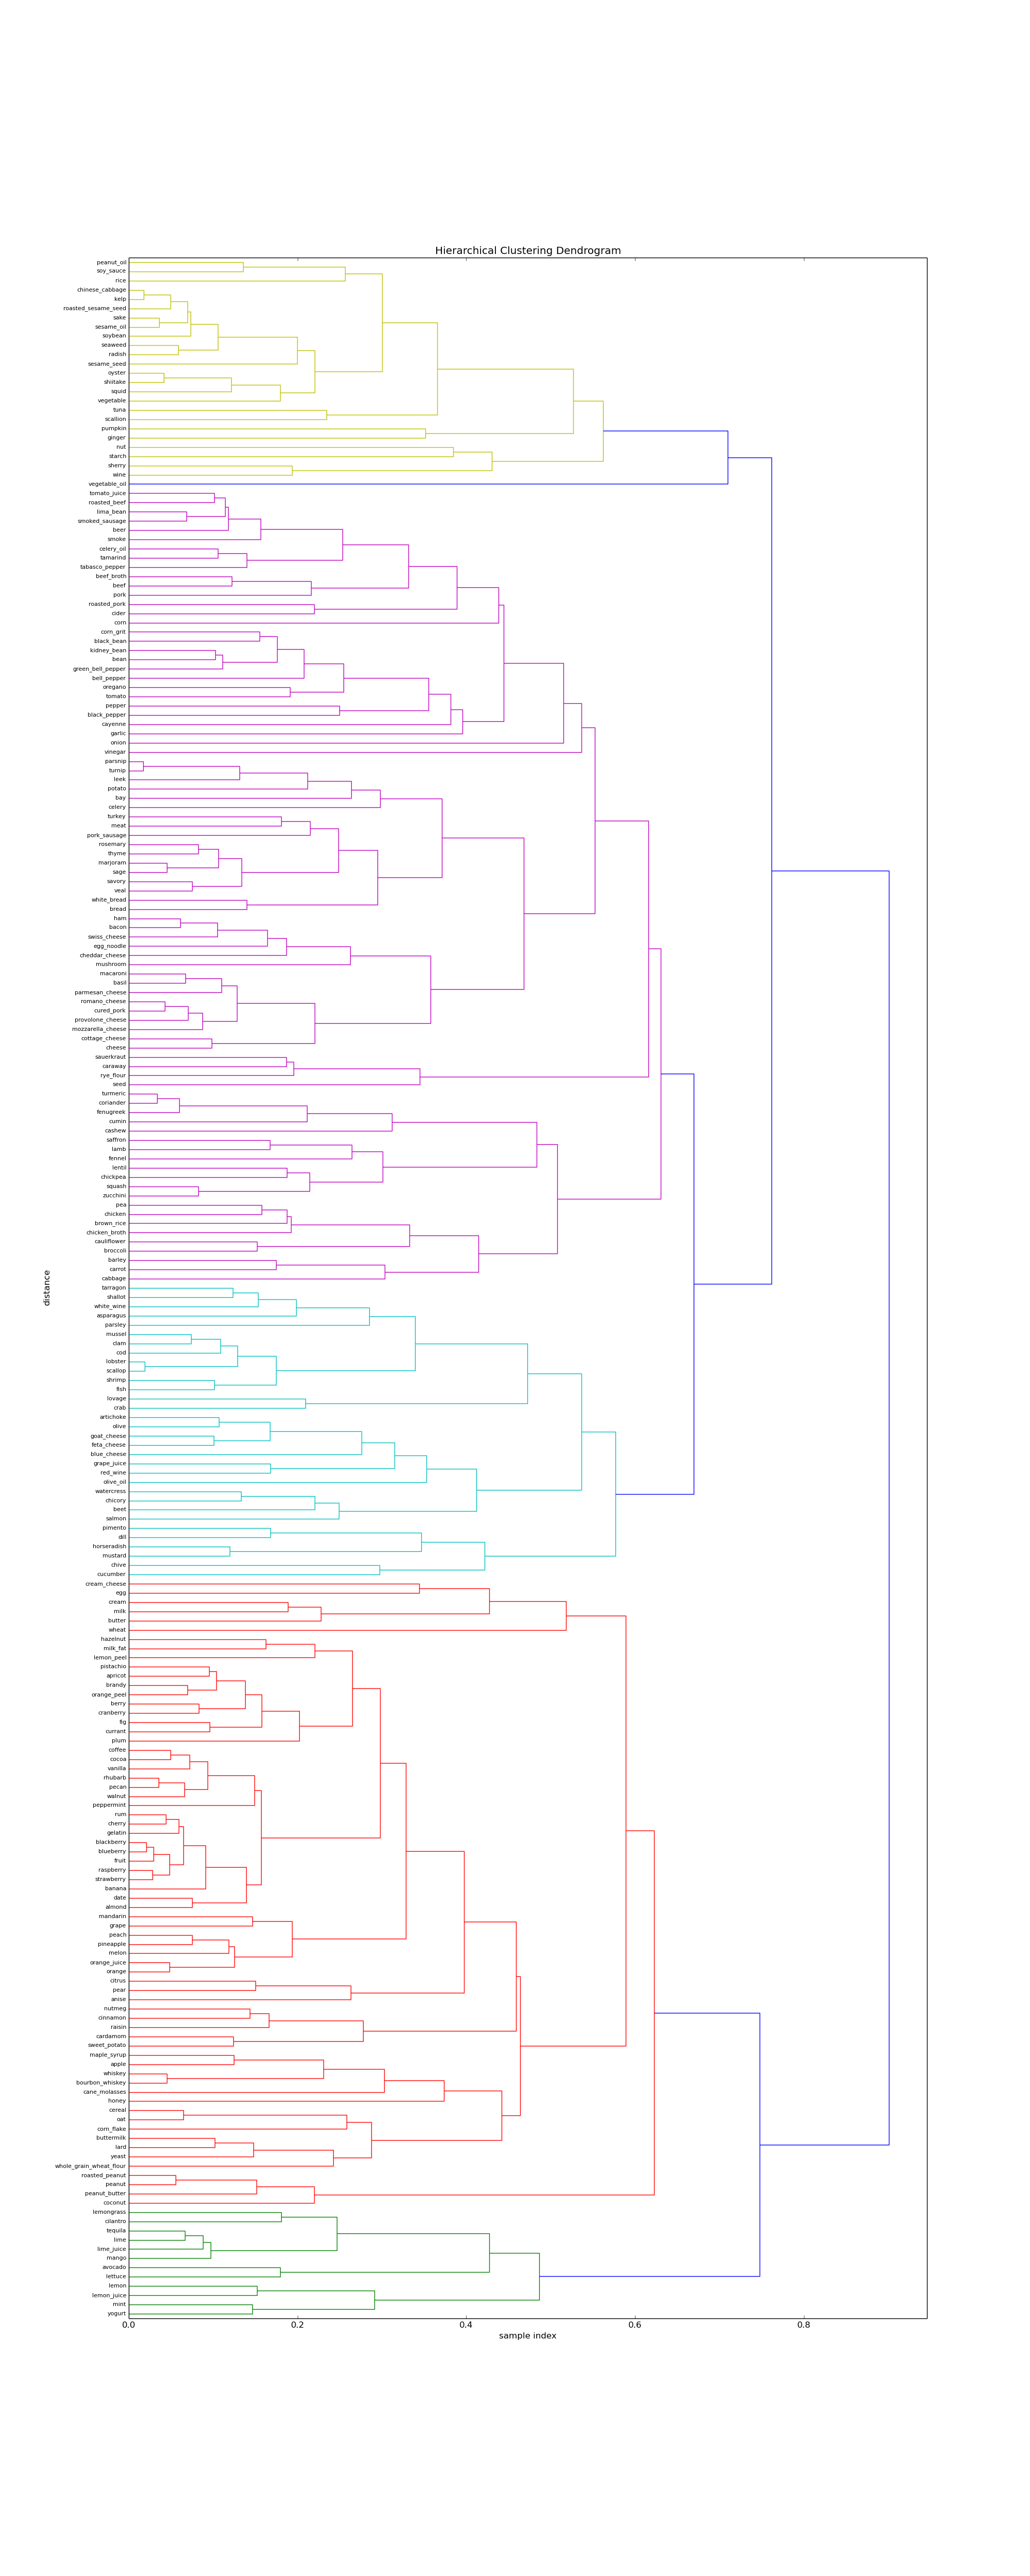 Hierarchical Clustering Dendrogram
peanut_oil
soy_sauce
rice
chinese_cabbage
kelp
roasted_sesame_seed
sake
sesame_oil
soybean
seaweed
radish
sesame_seed
oyster
shiitake
squid
vegetable
tuna
scallion
pumpkin
ginger
nut
starch
sherry
wine
vegetable_oil
tomato_juice
roasted_beef
lima_bean
smoked_sausage
beer
smoke
celery_oil
tamarind
tabasco_pepper
beef_broth
beef
pork
roasted_pork
cider
corn
corn_grit
black_bean
kidney_bean
bean
green_bell_pepper
bell_pepper
oregano
tomato
pepper
black_pepper
cayenne
garlic
onion
vinegar
parsnip
turnip
leek
potato
bay
celery
turkey
meat
pork_sausage
rosemary
thyme
marjoram
sage
savory
veal
white_bread
bread
ham
bacon
swiss_cheese
egg_noodle
cheddar_cheese
mushroom
macaroni
basil
parmesan_cheese
romano_cheese
cured_pork
provolone_cheese
mozzarella_cheese
cottage_cheese
cheese
sauerkraut
caraway
rye_flour
seed
turmeric
coriander
fenugreek
cumin
cashew
saffron
lamb
fennel
lentil
chickpea
squash
zucchini
pea
chicken
brown_rice
chicken_broth
cauliflower
broccoli
barley
carrot
cabbage
distance
tarragon
shallot
white_wine
asparagus
parsley
mussel
clam
cod
lobster
scallop
shrimp
fish
lovage
crab
artichoke
olive
goat_cheese
feta_cheese
blue_cheese
grape_juice
red_wine
olive_oil
watercress
chicory
beet
salmon
pimento
dill
horseradish
mustard
chive
cucumber
cream_cheese
egg
cream
milk
butter
wheat
hazelnut
milk_fat
lemon_peel
pistachio
apricot
brandy
orange_peel
berry
cranberry
fig
currant
plum
coffee
cocoa
vanilla
rhubarb
pecan
walnut
peppermint
rum
cherry
gelatin
blackberry
blueberry
fruit
raspberry
strawberry
banana
date
almond
mandarin
grape
peach
pineapple
melon
orange_juice
orange
citrus
pear
anise
nutmeg
cinnamon
raisin
cardamom
sweet_potato
maple_syrup
apple
whiskey
bourbon_whiskey
cane_molasses
honey
cereal
oat
corn_flake
buttermilk
lard
yeast
whole_grain_wheat_flour
roasted_peanut
peanut
peanut_butter
coconut
lemongrass
cilantro
tequila
lime
lime_juice
mango
avocado
lettuce
lemon
lemon_juice
mint
yogurt
0.0 0.2 0.4 0.6 0.8
sample index